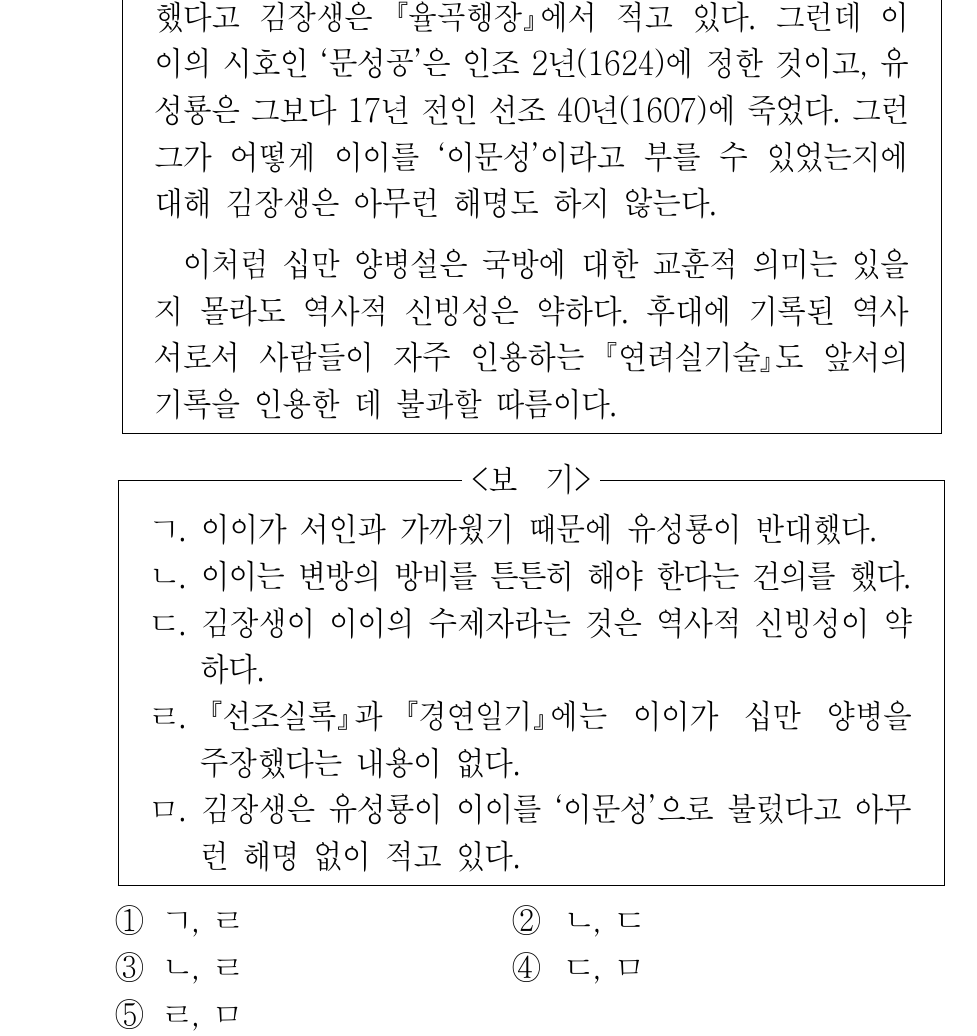 했다고 김장생은 『율곡행장』에서 적고 있다. 그런데 이
이의 시호인 ‘문성공’은 인조 2년(1624)에 정한 것이고, 유
성룡은 그보다 17년 전인 선조 40년(1607)에 죽었다. 그런
그가 어떻게 이이를 ‘이문성’이라고 부를 수 있었는지에
대해 김장생은 아무런 해명도 하지 않는다.
이처럼 십만 양병설은 국방에 대한 교훈적 의미는 있을
지 몰라도 역사적 신빙성은 약하다. 후대에 기록된 역사
서로서 사람들이 자주 인용하는 『연려실기술』도 앞서의
기록을 인용한 데 불과할 따름이다.
<보 기>
ㄱ. 이이가 서인과 가까웠기 때문에 유성룡이 반대했다.
ㄴ. 이이는 변방의 방비를 튼튼히 해야 한다는 건의를 했다.
ㄷ. 김장생이 이이의 수제자라는 것은 역사적 신빙성이 약
하다.
ㄹ. 『선조실록』과 『경연일기』에는 이이가 십만 양병을
주장했다는 내용이 없다.
ㅁ. 김장생은 유성룡이 이이를 ‘이문성’으로 불렀다고 아무
런 해명 없이 적고 있다.
① ㄱ, ㄹ ② ㄴ, ㄷ
③ ㄴ, ㄹ ④ ㄷ, ㅁ
⑤ ㄹ, ㅁ